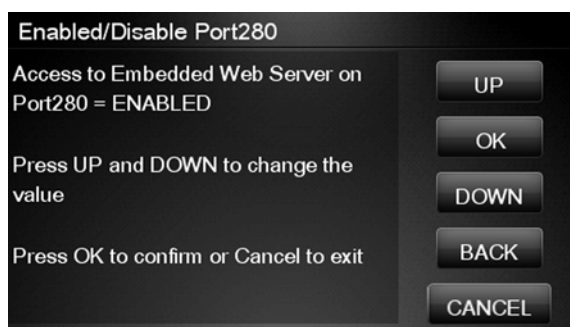 Enabled/Disable Port280
Access to Embedded Web Server on
Port280 = ENABLED
Press UP and DOWN to change the
value
Press OK to confirm or Cancel to exit
UP
OK
DOWN
BACK
CANCEL